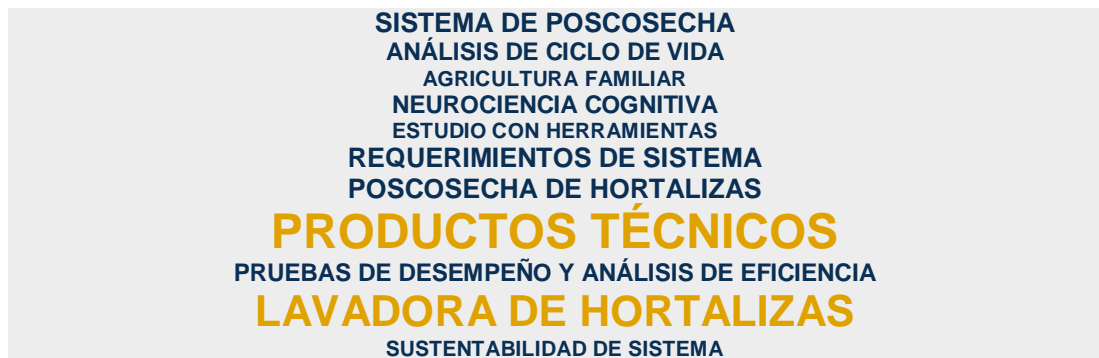 SISTEMA DE POSCOSECHA
ANÁLISIS DE CICLO DE VIDA
AGRICULTURA FAMILIAR
NEUROCIENCIA COGNITIVA
ESTUDIO CON HERRAMIENTAS
REQUERIMIENTOS DE SISTEMA
POSCOSECHA DE HORTALIZAS
PRODUCTOS TÉCNICOS
PRUEBAS DE DESEMPEÑO Y ANÁLISIS DE EFICIENCIA
LAVADORA DE HORTALIZAS
SUSTENTABILIDAD DE SISTEMA